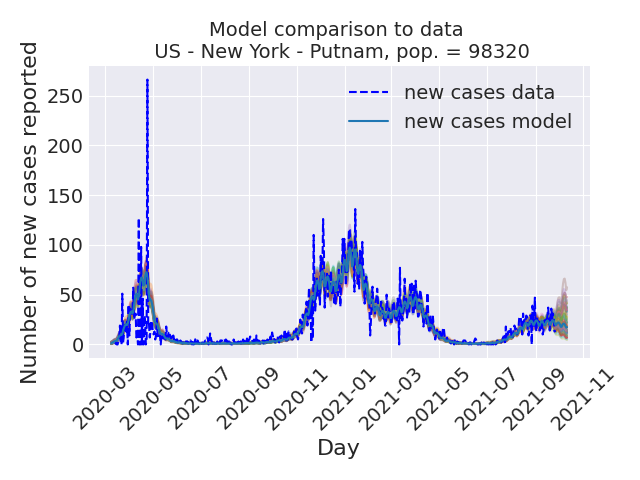 Model comparison to data
US - New York - Putnam, pop. = 98320
Number of new cases reported
250
200
150
100
50
0
new cases data
new cases model
2020-03
2020-05
2020-07
2020-09
2020-11
2021-01
2021-03
2021-05
2021-07
2021-09
2021-11
Day